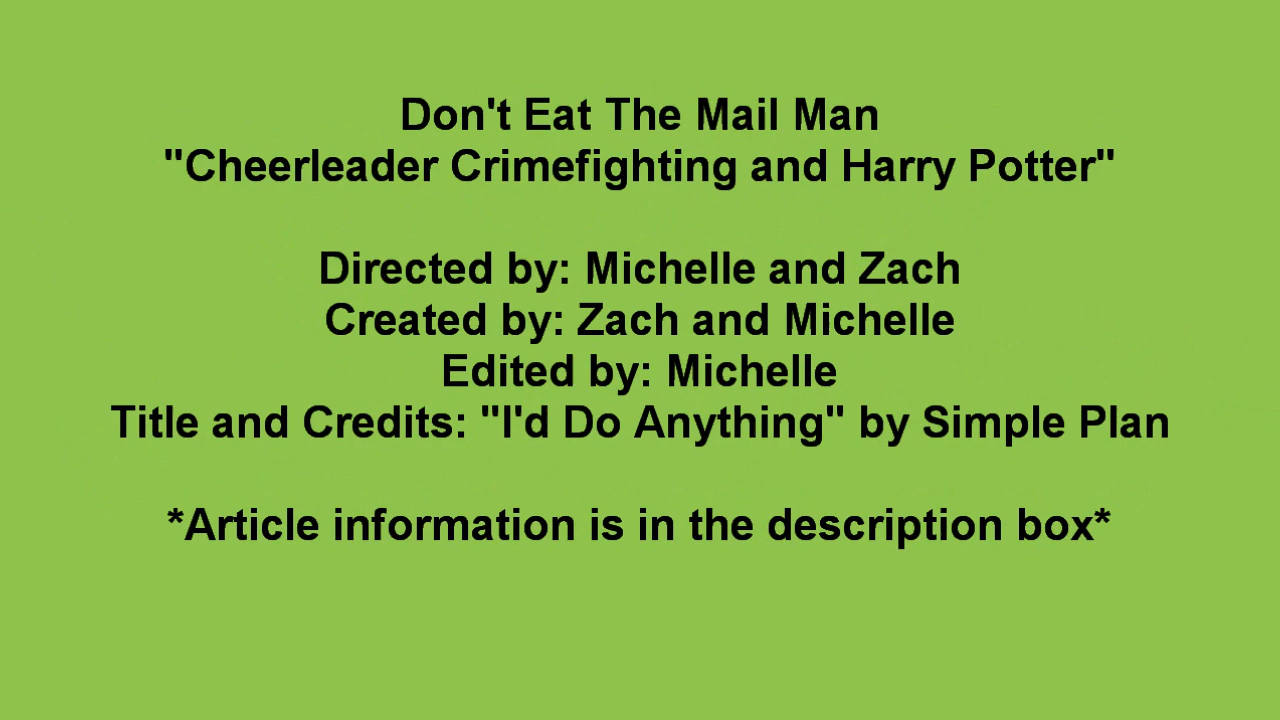 Don't Eat The Mail Man
"Cheerleader Crimefighting and Harry Potter"
Directed by: Michelle and Zach
Created by: Zach and Michelle
Edited by: Michelle
Title and Credits: "I'd Do Anything" by Simple Plan
*Article information is in the description box*